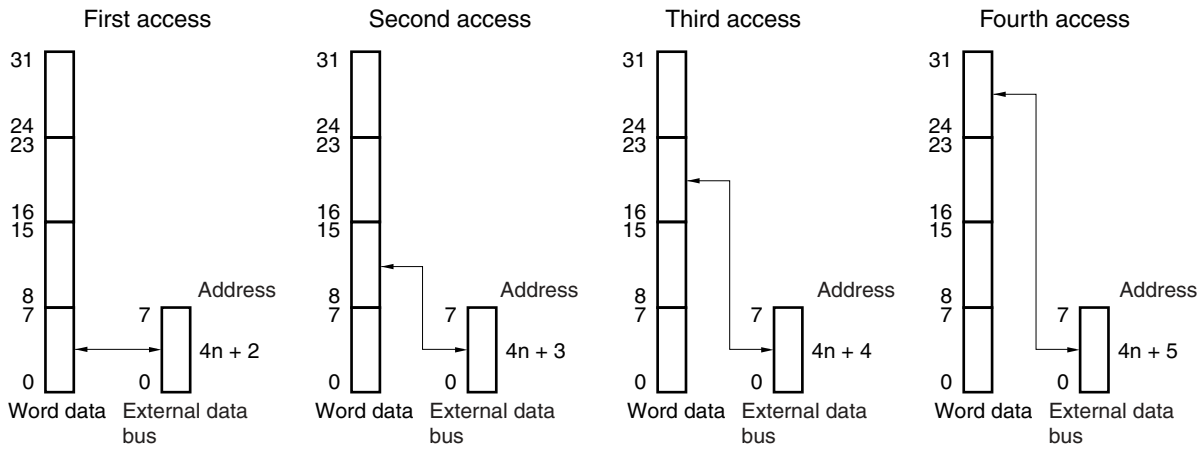 First access
31
24
23
16
15
8
7
0
Word data
Address
7
4n + 2
0
External data
bus
Second access
31
24
23
16
15
8
7
0
Word data
Address
7
4n + 3
0
External data
bus
Third access
31
24
23
16
15
8
7
0
Word data
Address
7
4n + 4
0
External data
bus
Fourth access
31
24
23
16
15
8
7
0
Word data
Address
7
4n + 5
0
External data
bus